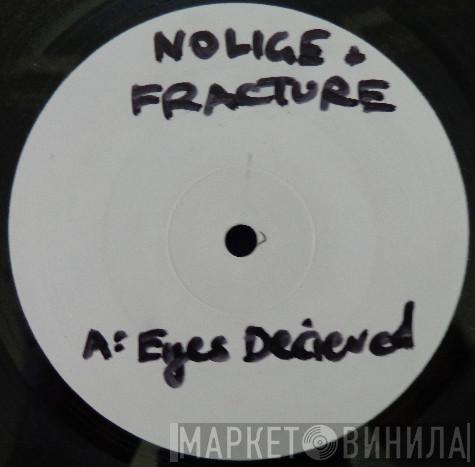 NOLIGE +
FRACTURE
A: Eyes Decieved
МАРКЕТ ВИНИЛА